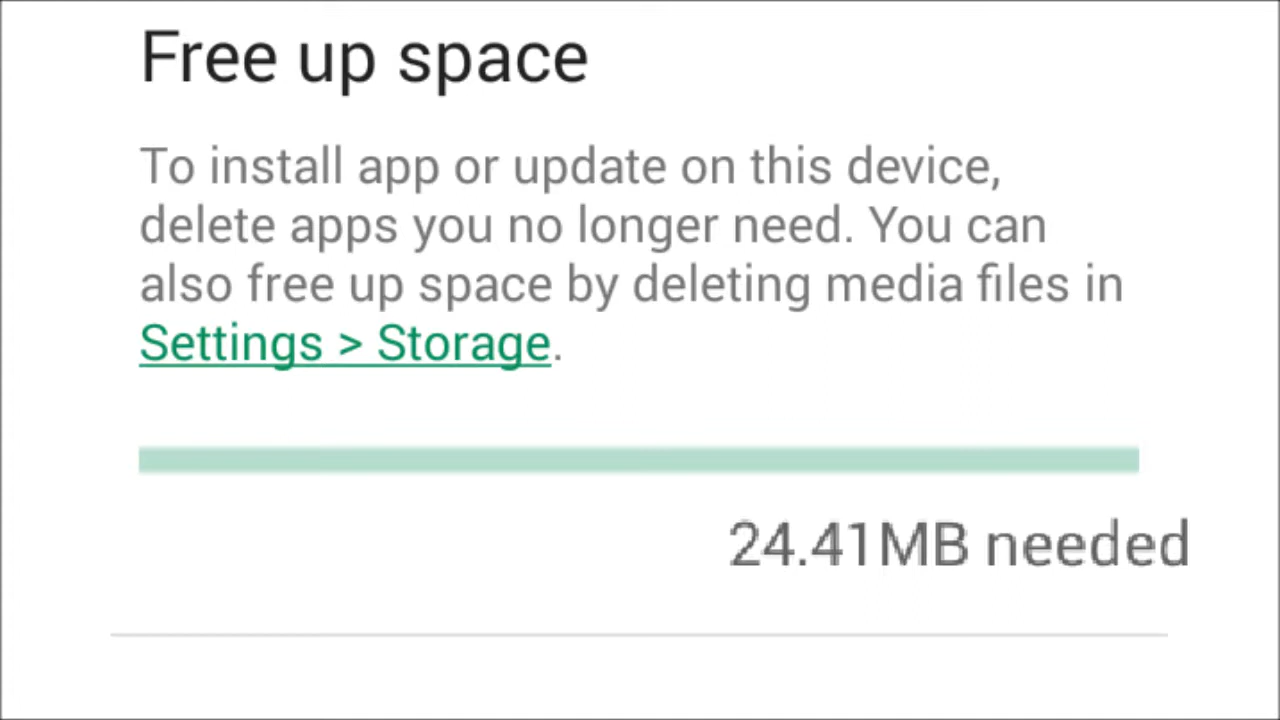 Free up space
To install app or update on this device,
delete apps you no longer need. You can
also free up space by deleting media files in
Settings > Storage.
24.41MB needed